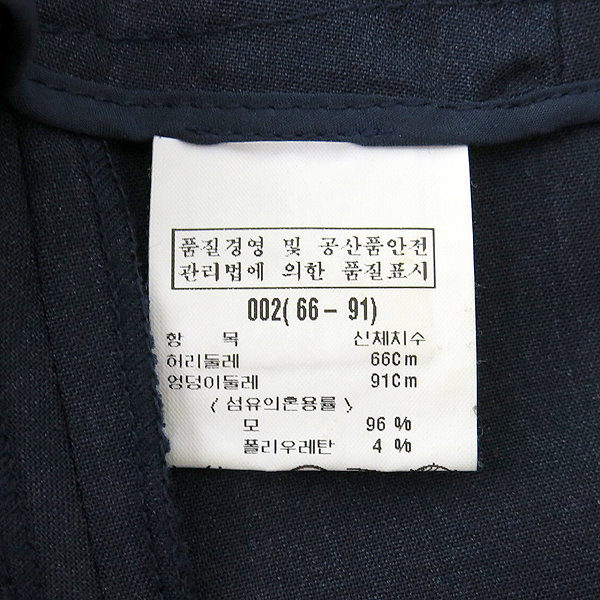 품질경영 및 공산품안전
관리법에 의한 품질표시
002( 66 - 91)
항 목 신체치수
허리둘레 66Cm
엉덩이둘레 91Cm
〈 섬유의혼용률 〉
모 96 %
폴리우레탄 4 %